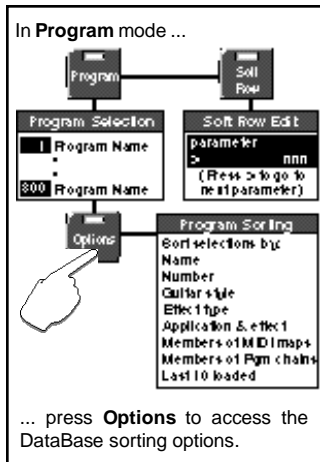 In Program mode ...
Program
Soft Row
Program Selection
1 Program Name
800 Program Name
Soft Row Edit
parameter
> nnn
(Press > to go to
next parameter)
Options
Program Sorting
Sort selections by:
Name
Number
Guitar style
Effect type
Application & effect
Members of MIDI maps
Members of Pgm chains
Last 10 loaded
... press Options to access the
DataBase sorting options.